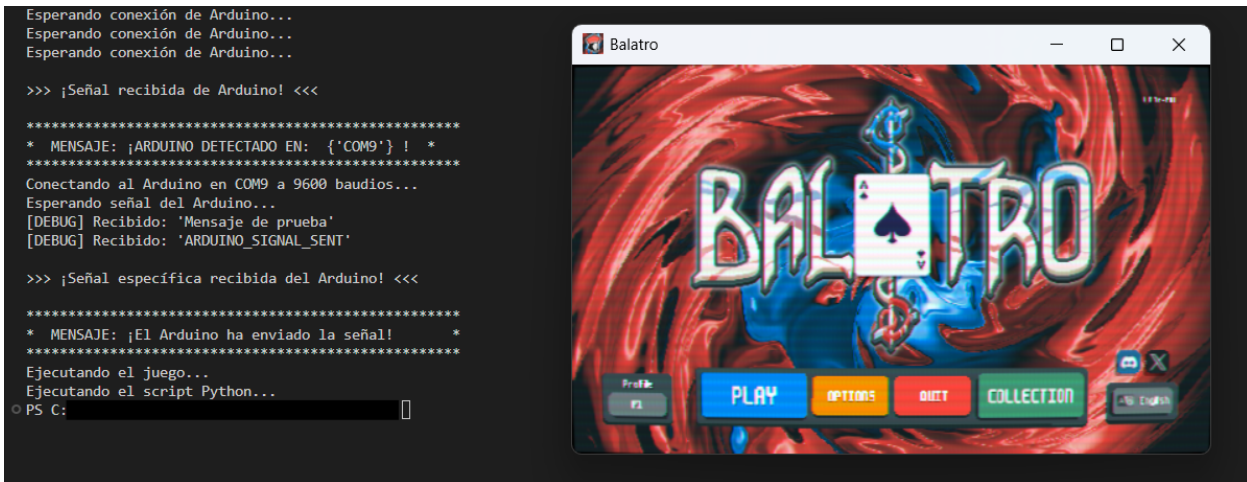 Esperando conexión de Arduino...
Esperando conexión de Arduino...
Esperando conexión de Arduino...
>>> ¡Señal recibida de Arduino! <<<
****************************************************
* MENSAJE: ¡ARDUINO DETECTADO EN: {'COM9'} ! *
****************************************************
Conectando al Arduino en COM9 a 9600 baudios...
Esperando señal del Arduino...
[DEBUG] Recibido: 'Mensaje de prueba'
[DEBUG] Recibido: 'ARDUINO_SIGNAL_SENT'
>>> ¡Señal específica recibida del Arduino! <<<
****************************************************
* MENSAJE: ¡El Arduino ha enviado la señal! *
****************************************************
Ejecutando el juego...
Ejecutando el script Python...
PS C:
Balatro
BALATRO
A
A
Profile
P1
PLAY
OPTIONS
QUIT
COLLECTION
English